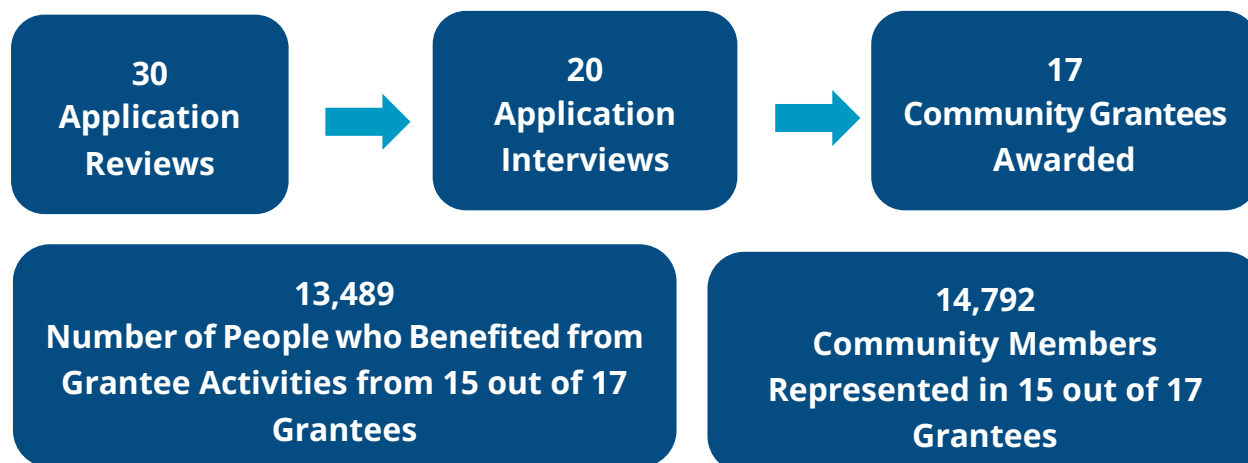 30
Application
Reviews
20
Application
Interviews
17
Community Grantees
Awarded
13,489
Number of People who Benefited from
Grantee Activities from 15 out of 17
Grantees
14,792
Community Members
Represented in 15 out of 17
Grantees